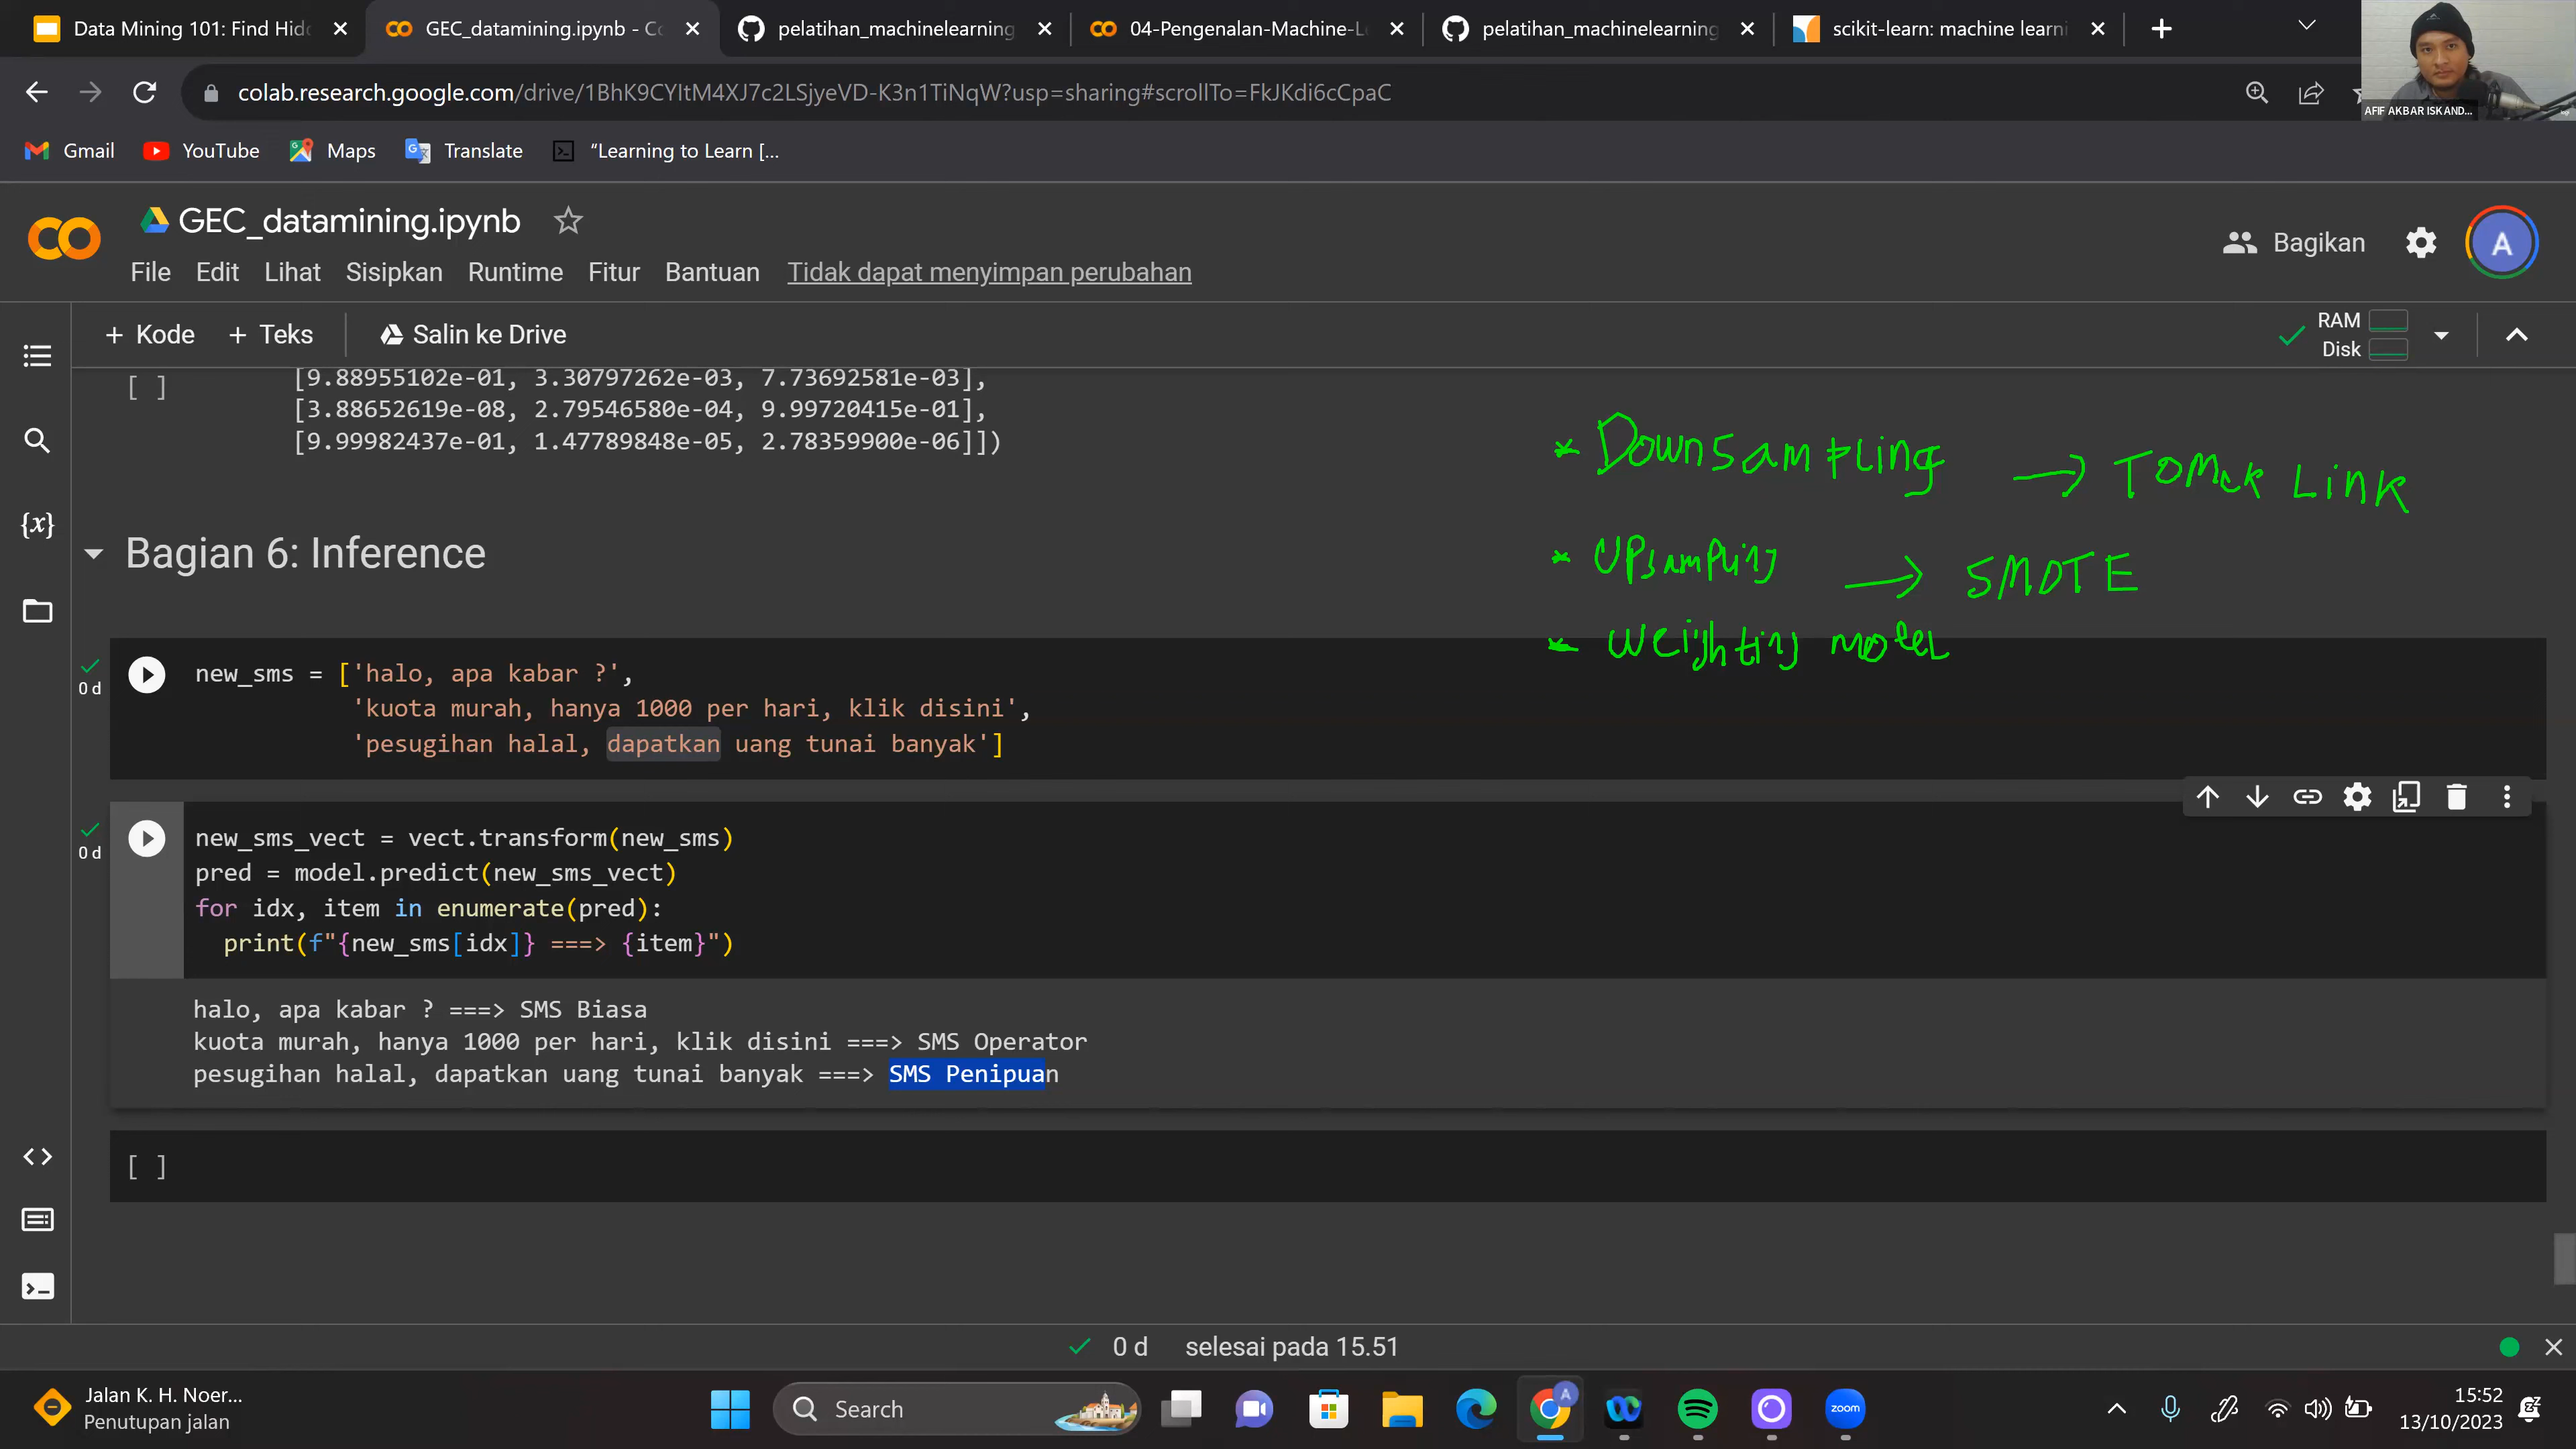 Data Mining 101: Find Hid
GEC_datamining.ipynb - Co
pelatihan_machinelearning
04-Pengenalan-Machine-Le
pelatihan_machinelearning
scikit-learn: machine learni
colab.research.google.com/drive/1BhK9CYItM4XJ7c2LSjyeVD-K3n1TiNqW?usp=sharing#scrollTo=FkJKdi6cCpaC
AFIF AKBAR ISKAND...
Gmail
YouTube
Maps
Translate
"Learning to Learn [...
GEC_datamining.ipynb
Bagikan
A
File Edit Lihat Sisipkan Runtime Fitur Bantuan Tidak dapat menyimpan perubahan
+ Kode + Teks
Salin ke Drive
RAM
Disk
[ ]
[9.88955102e-01, 3.30797262e-03, 7.73692581e-03],
[3.88652619e-08, 2.79546580e-04, 9.99720415e-01],
[9.99982437e-01, 1.47789848e-05, 2.78359900e-06]])
* Downsampling → Tomek Link
* Upsampling → SMOTE
* Weighting model
Bagian 6: Inference
0 d
new_sms = ['halo, apa kabar ?',
'kuota murah, hanya 1000 per hari, klik disini',
'pesugihan halal, dapatkan uang tunai banyak']
0 d
new_sms_vect = vect.transform(new_sms)
pred = model.predict(new_sms_vect)
for idx, item in enumerate(pred):
print(f"{new_sms[idx]} ===> {item}")
halo, apa kabar ? ===> SMS Biasa
kuota murah, hanya 1000 per hari, klik disini ===> SMS Operator
pesugihan halal, dapatkan uang tunai banyak ===> SMS Penipuan
[ ]
0 d selesai pada 15.51
Jalan K. H. Noer...
Penutupan jalan
Search
A
zoom
15:52
13/10/2023